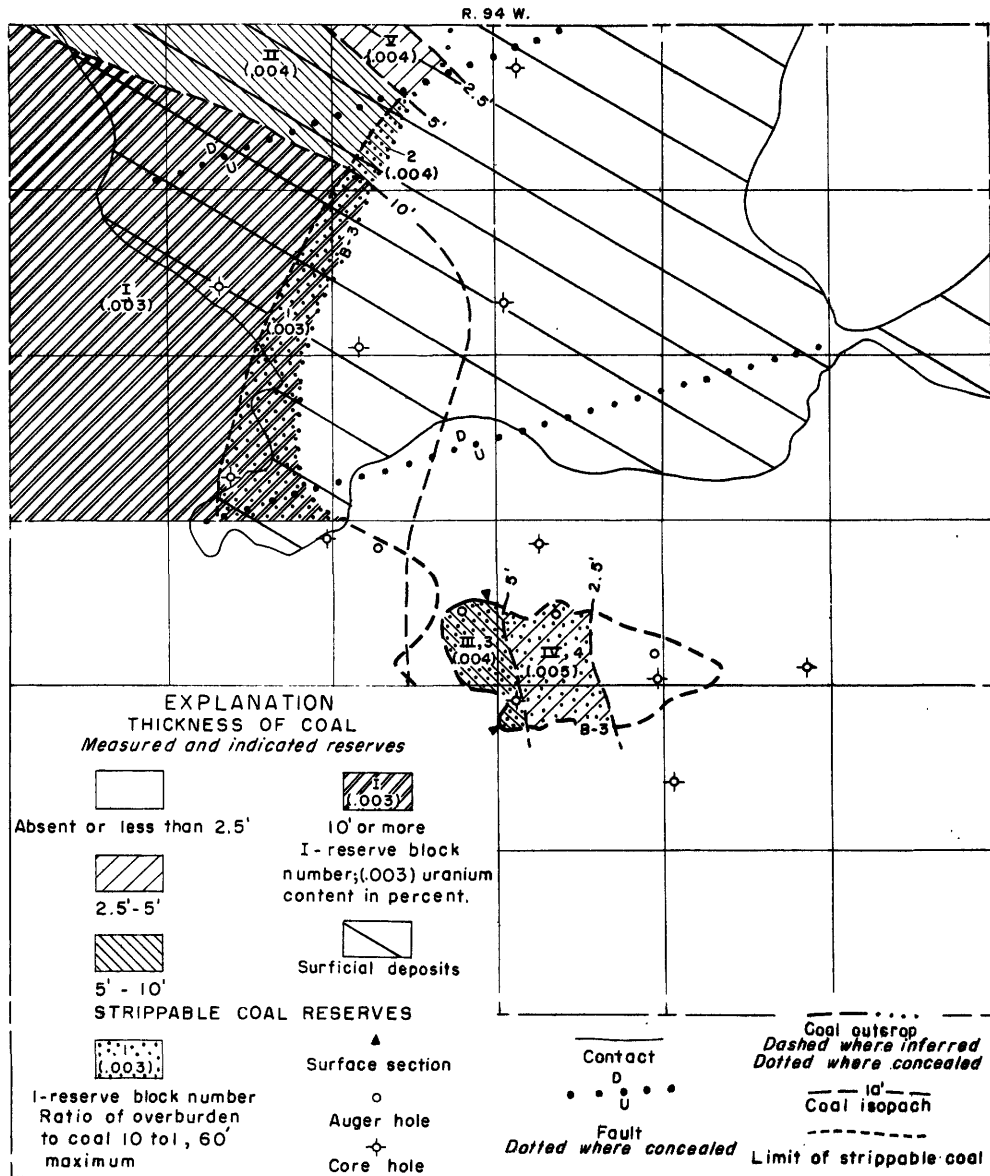 R. 94 W.
II
(.004)
V
(.004)
2.5'
5'
D
U
2
(.004)
10'
B-3
I
(.003)
1
(.003)
D
U
5'
2.5'
III, 3
(.004)
IV, 4
(.005)
B-3
EXPLANATION
THICKNESS OF COAL
Measured and indicated reserves
Absent or less than 2.5'
I
(.003)
10' or more
I-reserve block
number;(.003) uranium
content in percent.
2.5'-5'
5' - 10'
Surficial deposits
STRIPPABLE COAL RESERVES
1
(.003)
I-reserve block number
Ratio of overburden
to coal 10 to 1, 60'
maximum
Surface section
Auger hole
Core hole
Contact
D
U
Fault
Dotted where concealed
Coal outsrop
Dashed where inferred
Dotted where concealed
10'
Coal isopach
Limit of strippable coal